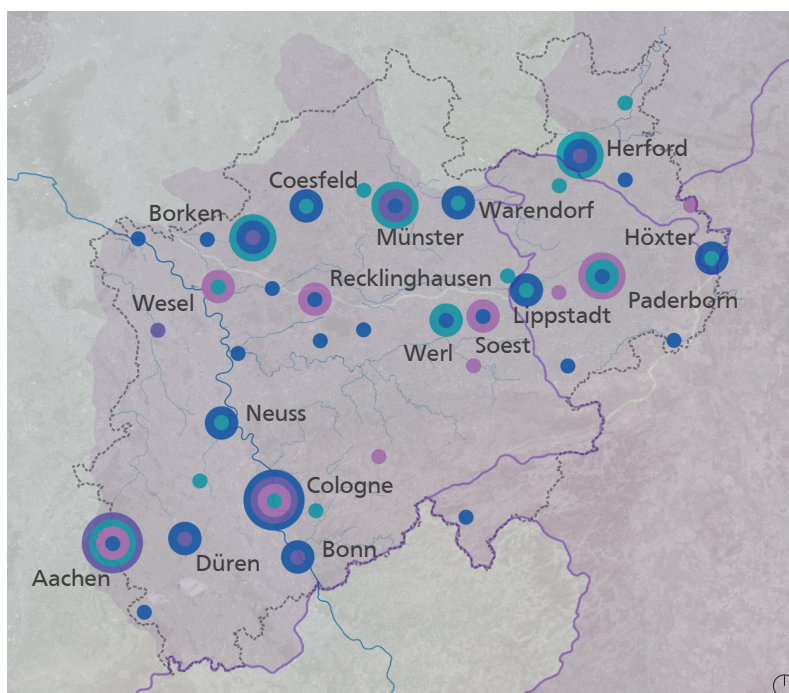 Herford
Coesfeld
Warendorf
Borken
Münster
Höxter
Recklinghausen
Paderborn
Wesel
Lippstadt
Soest
Werl
Neuss
Cologne
Bonn
Düren
Aachen